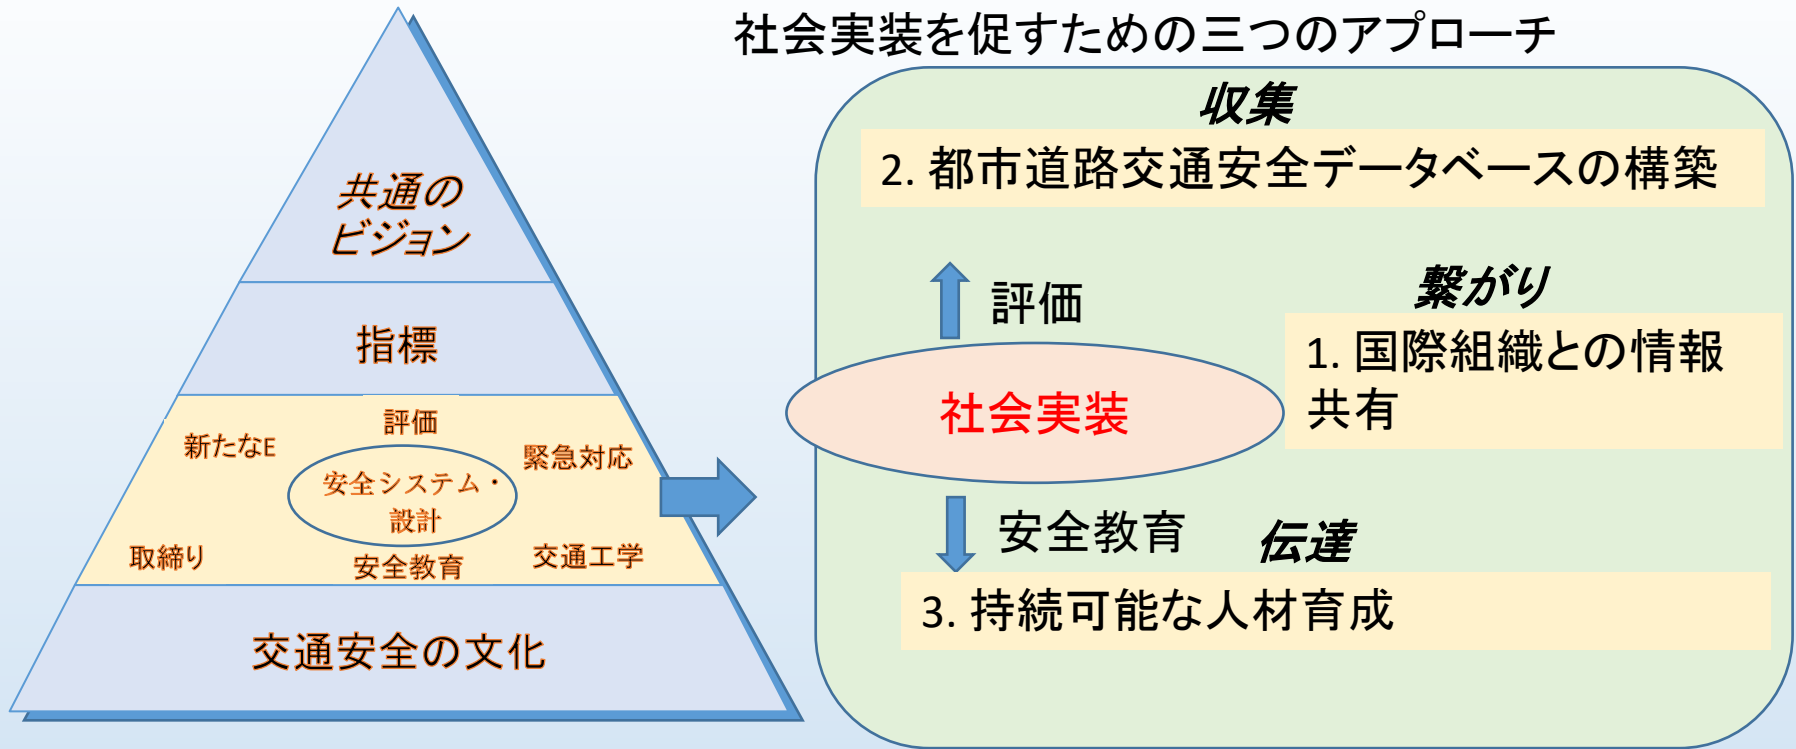 社会実装を促すための三つのアプローチ
共通の
ビジョン
指標
評価
新たなE
緊急対応
安全システム・
設計
取締り
安全教育
交通工学
交通安全の文化
収集
2. 都市道路交通安全データベースの構築
評価
繋がり
1. 国際組織との情報
共有
社会実装
安全教育
伝達
3. 持続可能な人材育成